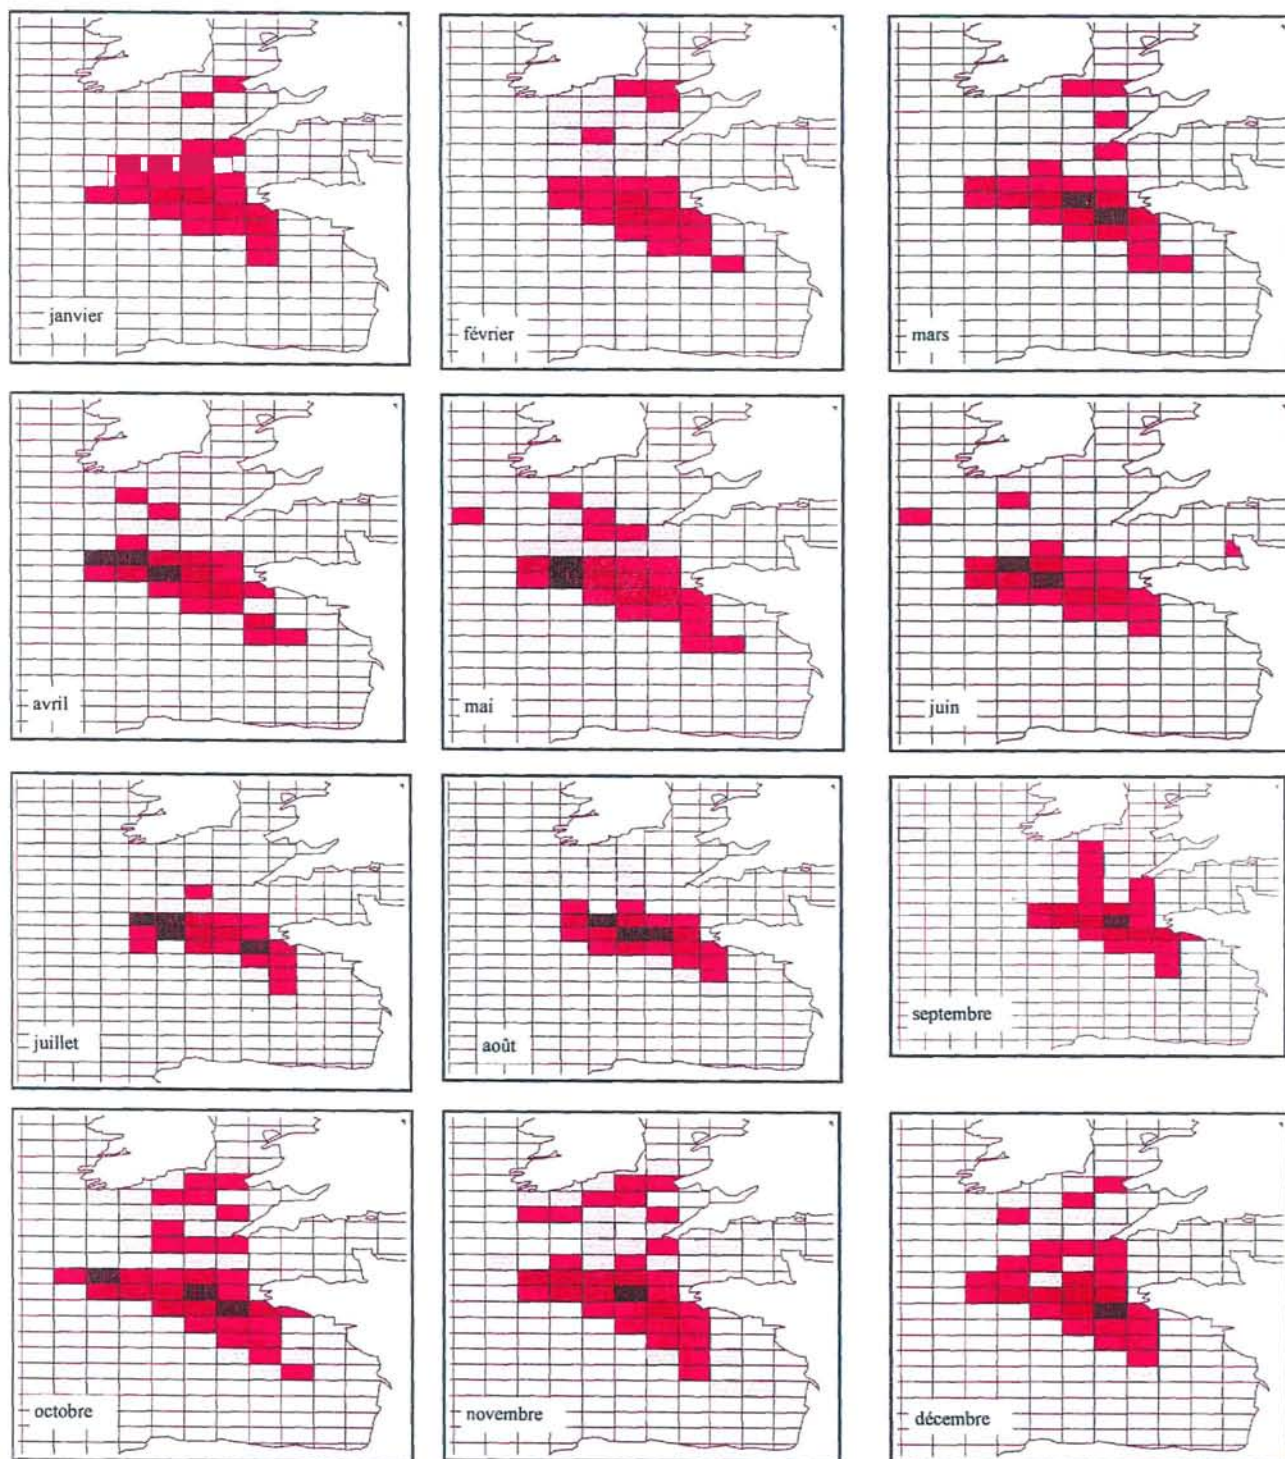 janvier
février
mars
avril
mai
juin
juillet
août
septembre
octobre
novembre
décembre